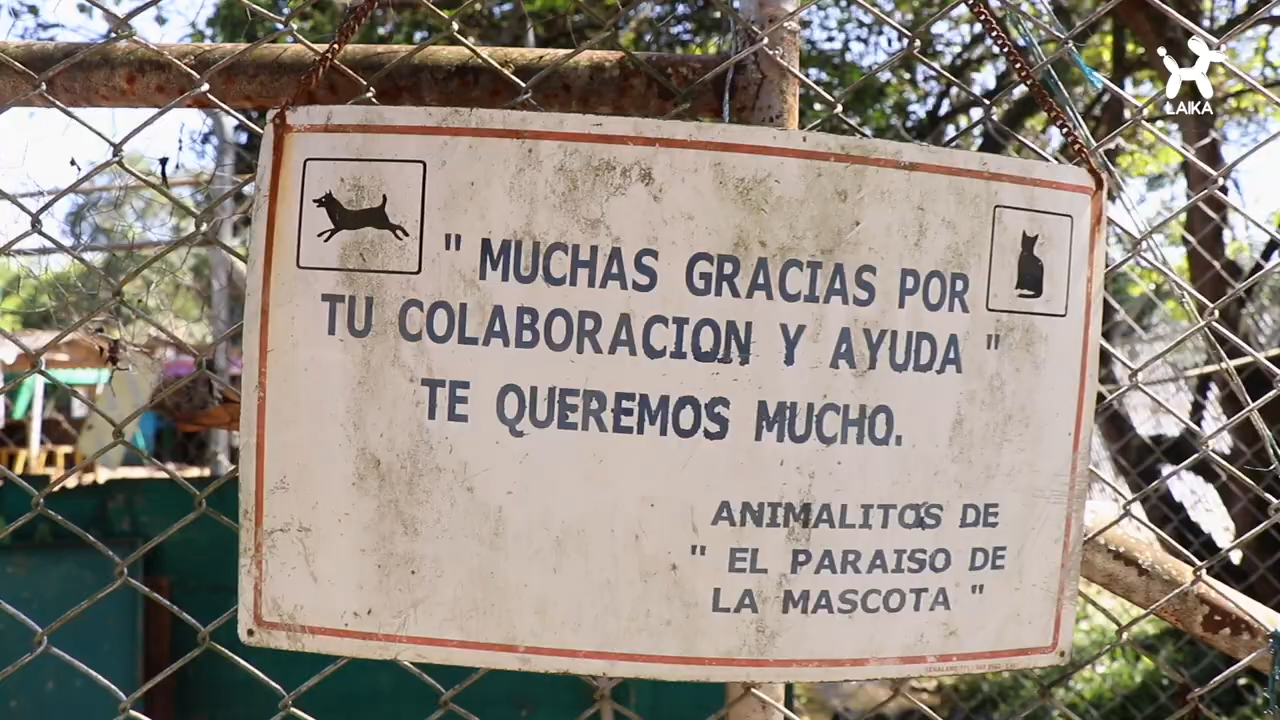 LAIKA
" MUCHAS GRACIAS POR
TU COLABORACION Y AYUDA "
TE QUEREMOS MUCHO.
ANIMALITOS DE
" EL PARAISO DE
LA MASCOTA "